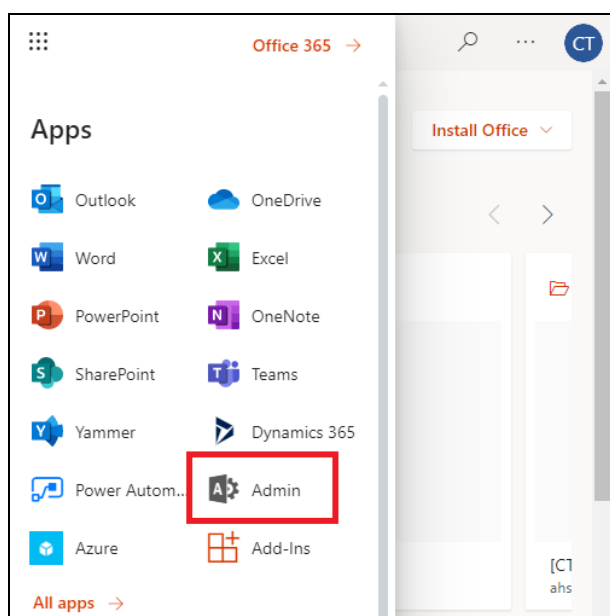 Office 365 →
CT
Apps
Install Office
Outlook
OneDrive
Word
Excel
PowerPoint
OneNote
SharePoint
Teams
Yammer
Dynamics 365
Power Autom...
Admin
Azure
Add-Ins
All apps →
[CT
ahs